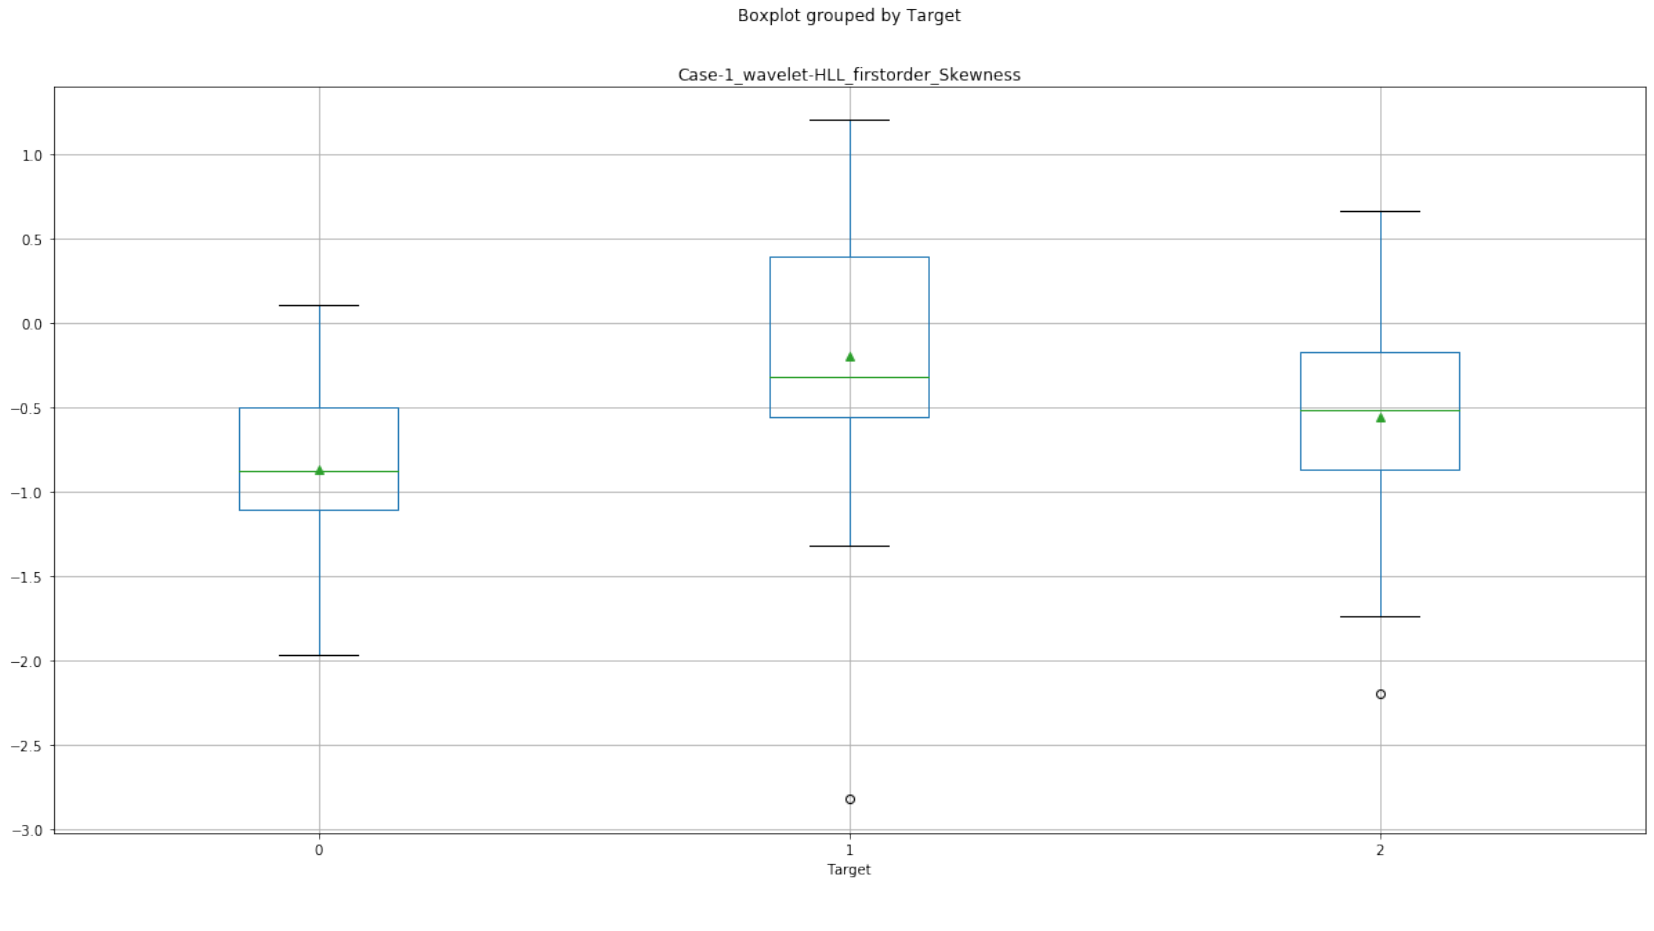 Boxplot grouped by Target
Case-1_wavelet-HLL_firstorder_Skewness
1.0
0.5
0.0
−0.5
−1.0
−1.5
−2.0
−2.5
−3.0
0 1 2
Target